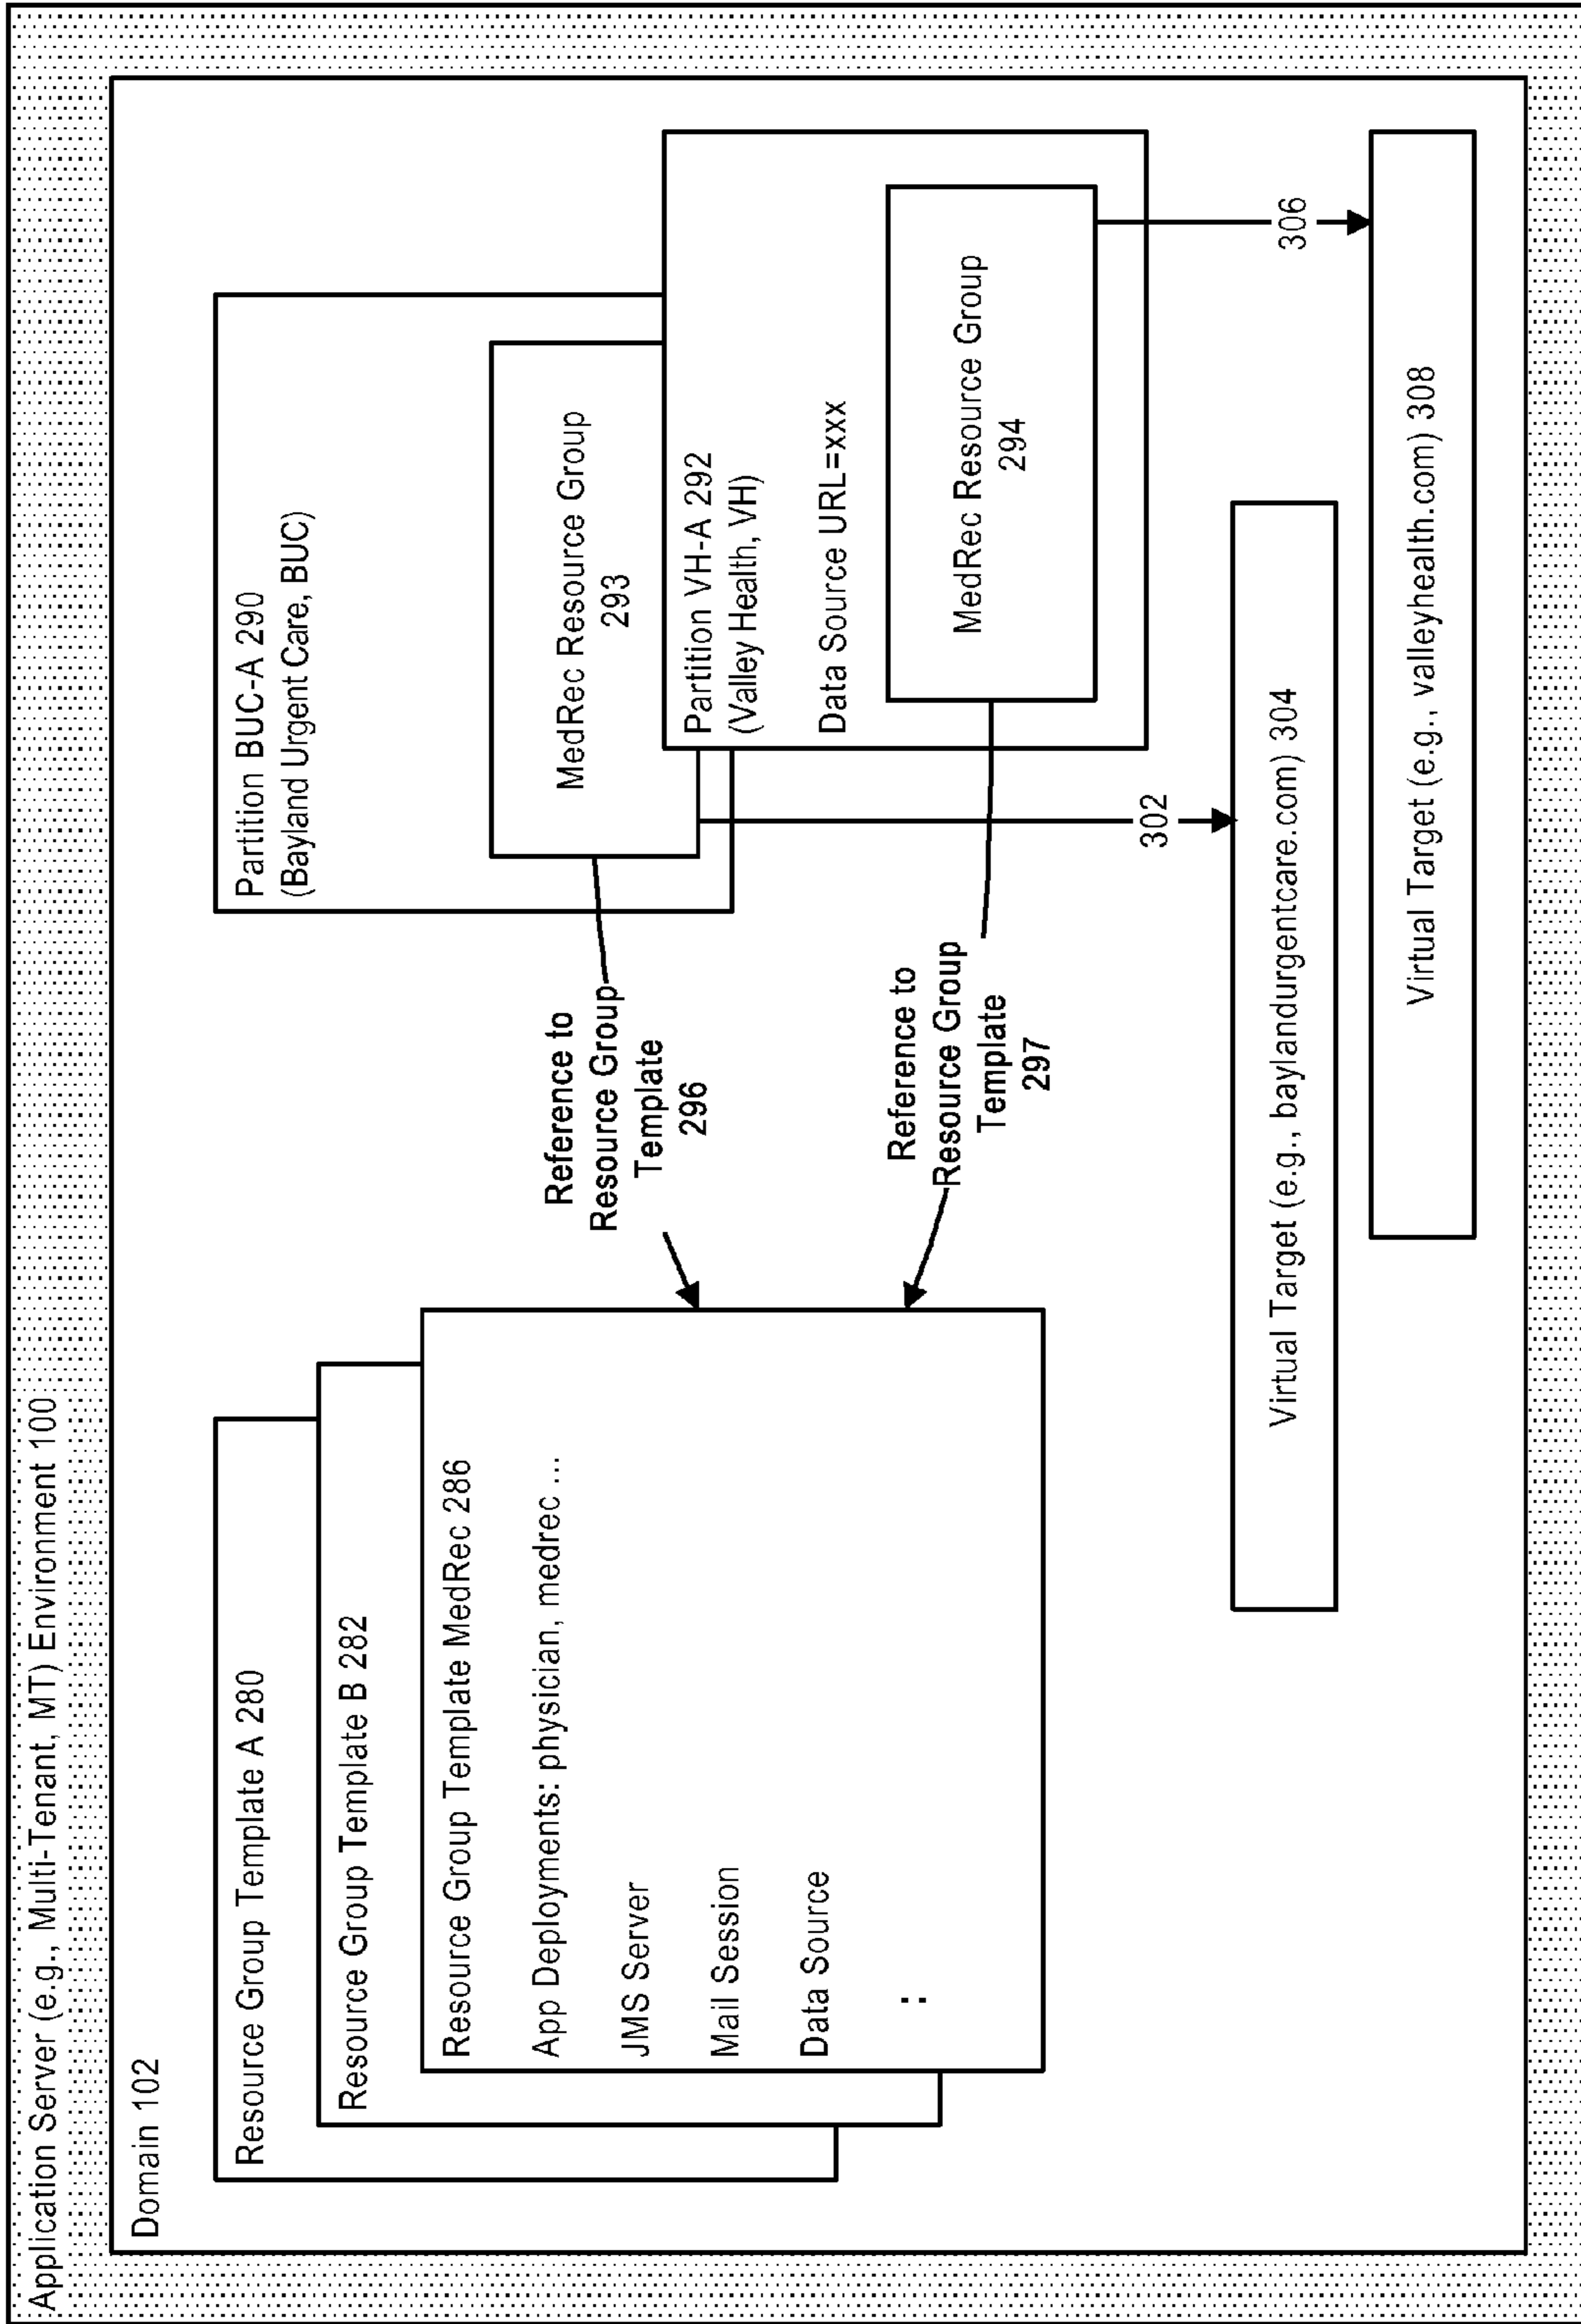 Application Server (e.g., Multi-Tenant, MT) Environment 100
Domain 102
Resource Group Template A 280
Resource Group Template B 282
Resource Group Template MedRec 286
App Deployments: physician, medrec ...
JMS Server
Mail Session
Data Source
:
Reference to
Resource Group
Template
296
Reference to
Resource Group
Template
297
Partition BUC-A 290
(Bayland Urgent Care, BUC)
MedRec Resource Group
293
Partition VH-A 292
(Valley Health, VH)
Data Source URL=xxx
MedRec Resource Group
294
302
306
Virtual Target (e.g., baylandurgentcare.com) 304
Virtual Target (e.g., valleyhealth.com) 308